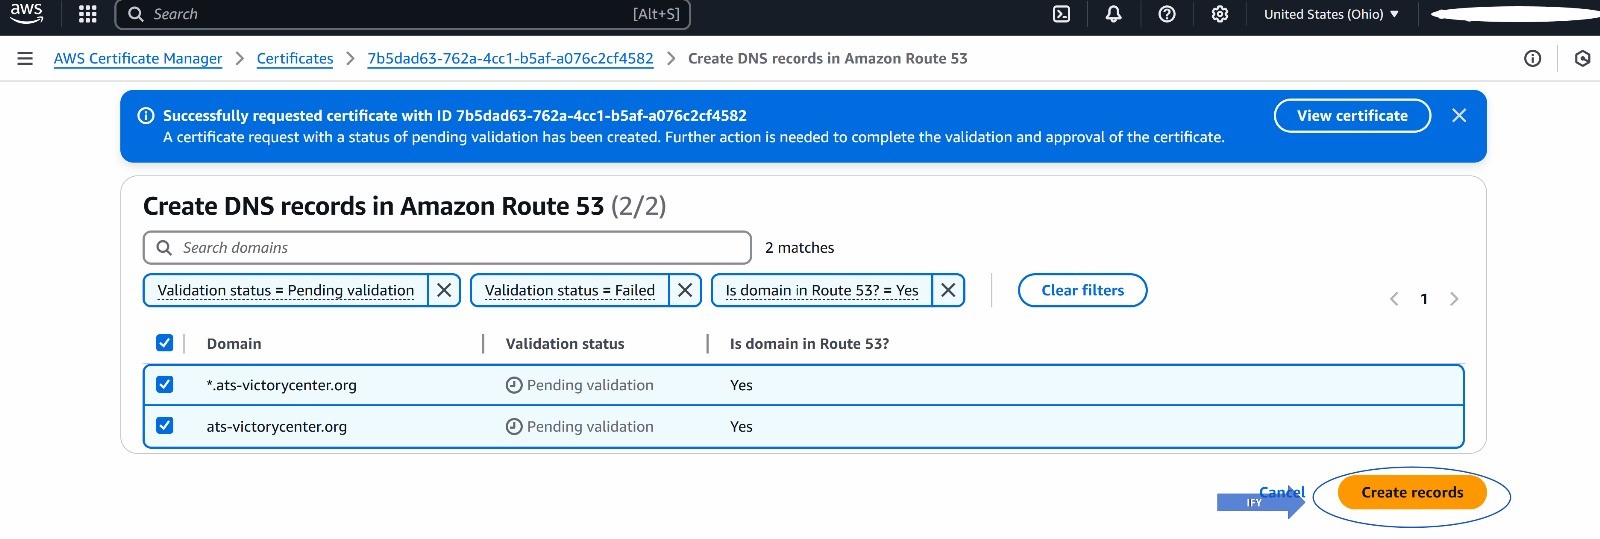 aws
Search [Alt+S] United States (Ohio)
AWS Certificate Manager > Certificates > 7b5dad63-762a-4cc1-b5af-a076c2cf4582 > Create DNS records in Amazon Route 53
Successfully requested certificate with ID 7b5dad63-762a-4cc1-b5af-a076c2cf4582
View certificate
A certificate request with a status of pending validation has been created. Further action is needed to complete the validation and approval of the certificate.
Create DNS records in Amazon Route 53 (2/2)
Search domains 2 matches
Validation status = Pending validation Validation status = Failed Is domain in Route 53? = Yes Clear filters
1
Domain Validation status Is domain in Route 53?
*.ats-victorycenter.org Pending validation Yes
ats-victorycenter.org Pending validation Yes
Cancel Create records
IFY